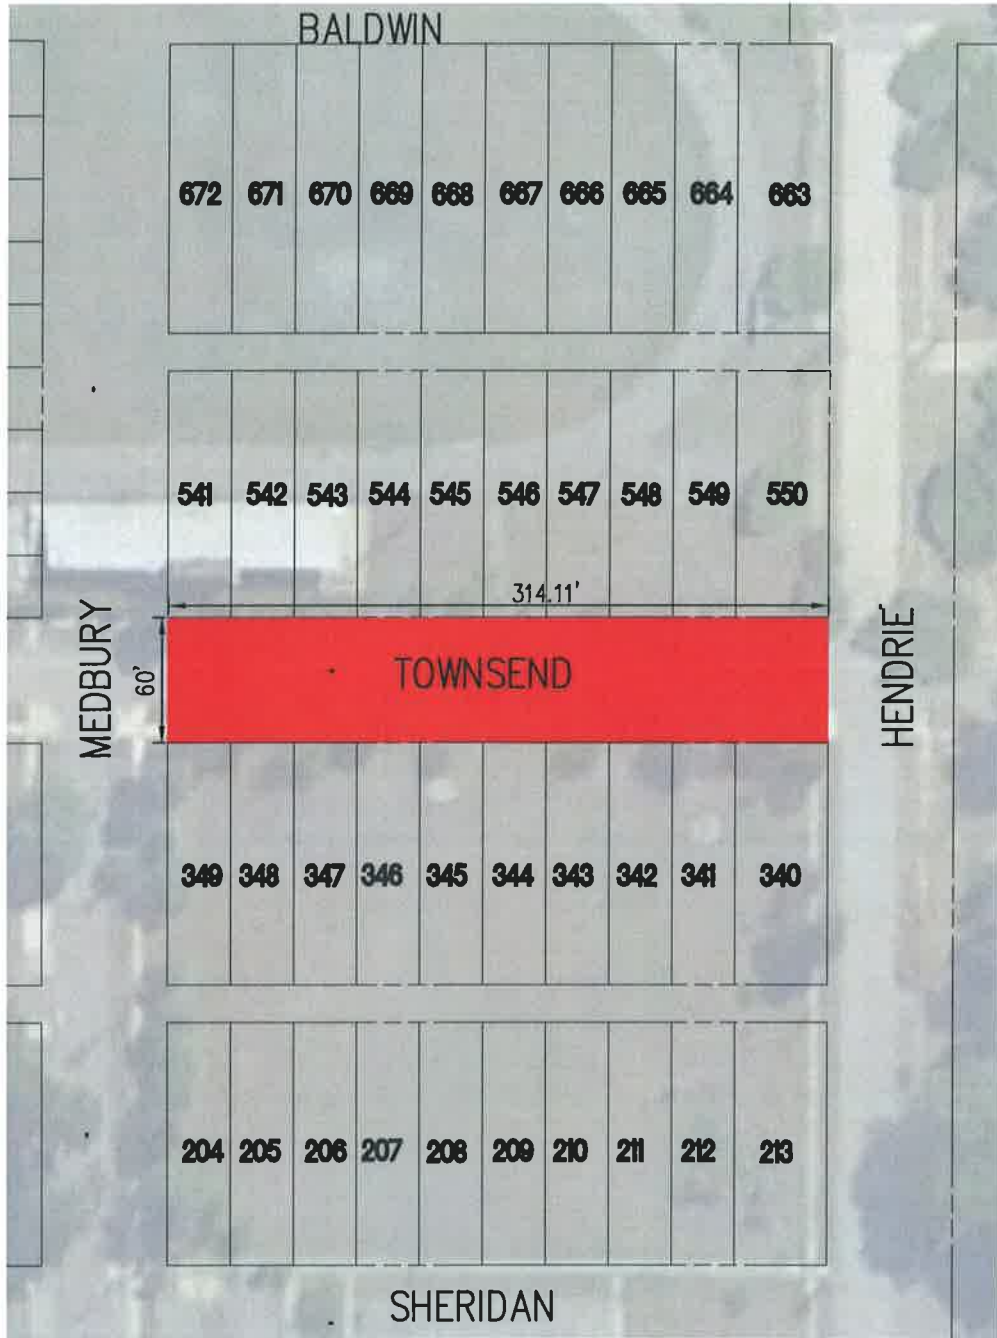 BALDWIN
672 671 670 669 668 667 666 665 664 663
541 542 543 544 545 546 547 548 549 550
314.11'
MEDBURY
60'
TOWNSEND
HENDRIE
349 348 347 346 345 344 343 342 341 340
204 205 206 207 208 209 210 211 212 213
SHERIDAN